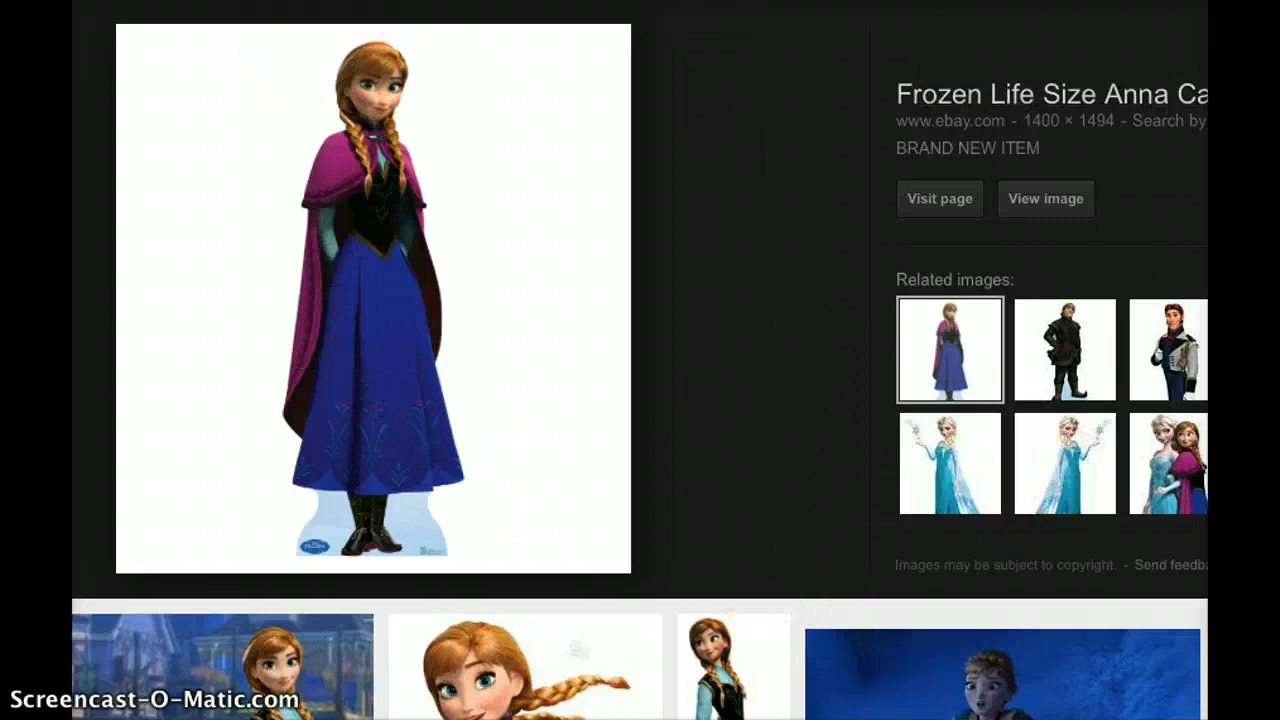 Frozen Life Size Anna Ca
www.ebay.com - 1400 × 1494 - Search by
BRAND NEW ITEM
Visit page
View image
Related images:
FROZEN
Images may be subject to copyright. - Send feedba
Screencast-O-Matic.com